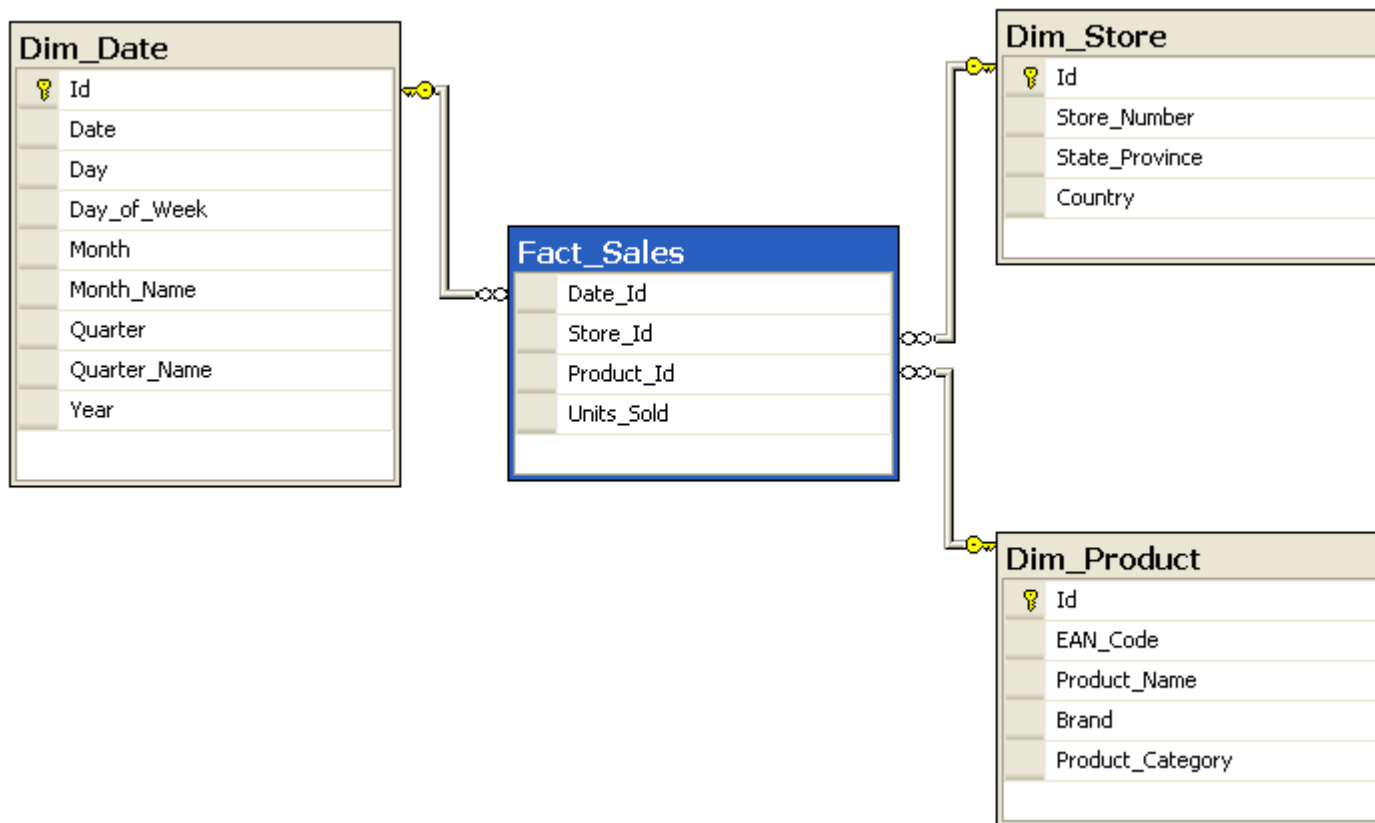 Dim_Date
Id
Date
Day
Day_of_Week
Month
Month_Name
Quarter
Quarter_Name
Year
Fact_Sales
Date_Id
Store_Id
Product_Id
Units_Sold
Dim_Store
Id
Store_Number
State_Province
Country
Dim_Product
Id
EAN_Code
Product_Name
Brand
Product_Category